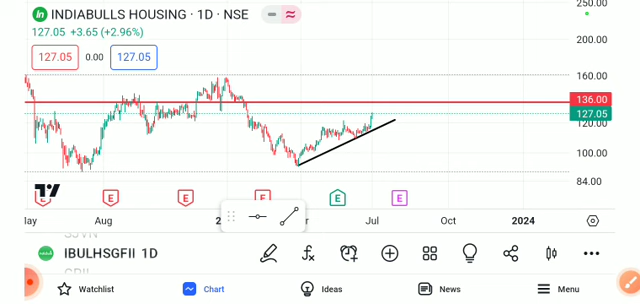 250.00
INDIABULLS HOUSING · 1D · NSE
127.05 +3.65 (+2.96%)
200.00
127.05 0.00 127.05
160.00
136.00
127.05
120.00
100.00
84.00
E E E E E E
Aug Jul Oct 2024
IBULHSGFII 1D
Watchlist Chart Ideas News Menu